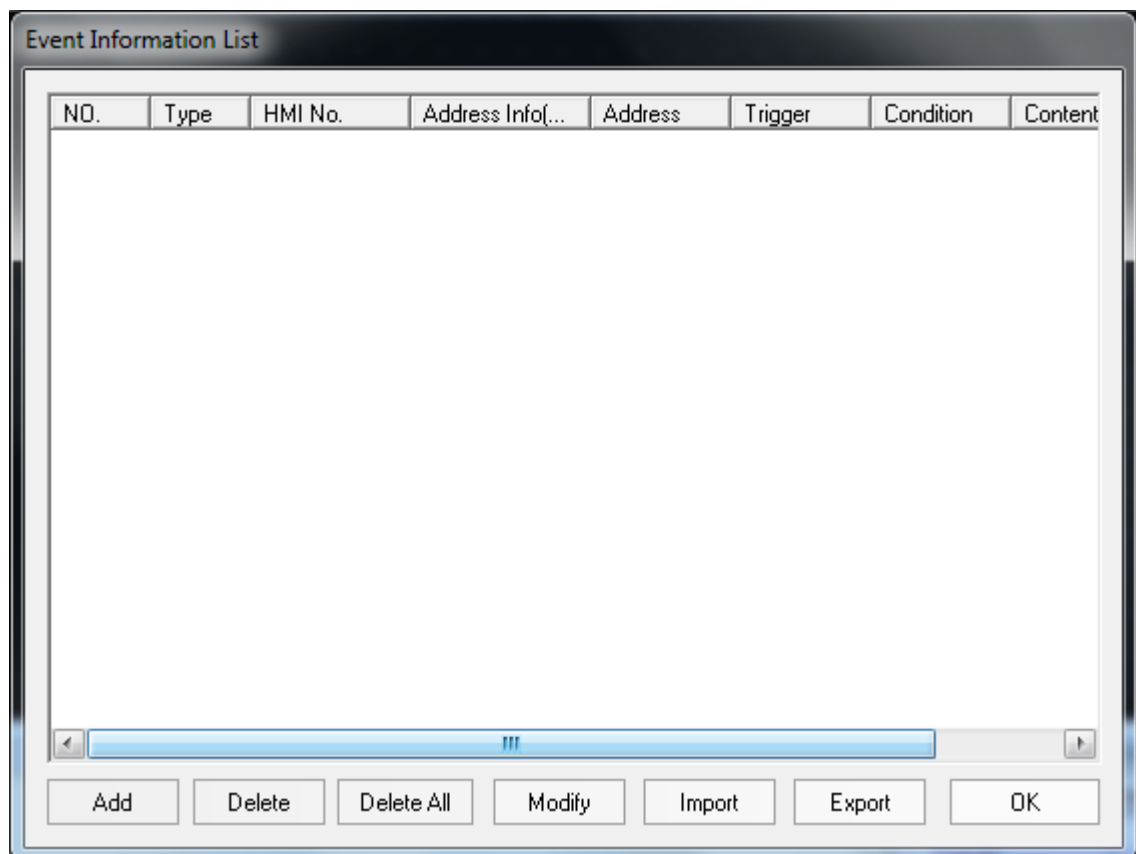 Event Information List
NO. Type HMI No. Address Info(... Address Trigger Condition Content
Add Delete Delete All Modify Import Export OK